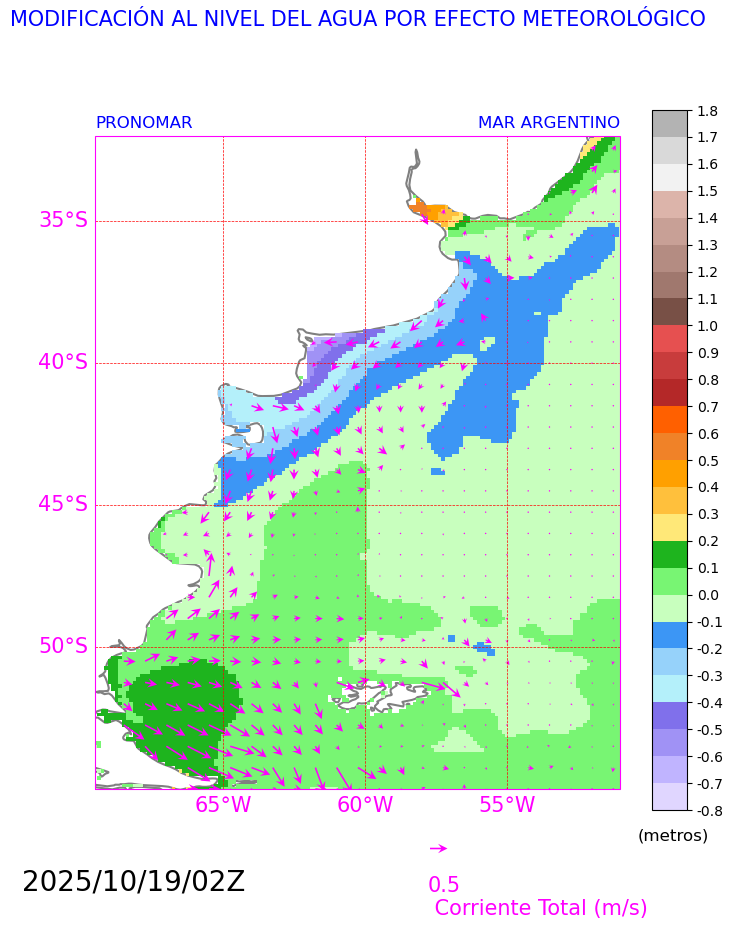 MODIFICACIÓN AL NIVEL DEL AGUA POR EFECTO METEOROLÓGICO
PRONOMAR
MAR ARGENTINO
35°S
40°S
45°S
50°S
65°W
60°W
55°W
1.8
1.7
1.6
1.5
1.4
1.3
1.2
1.1
1.0
0.9
0.8
0.7
0.6
0.5
0.4
0.3
0.2
0.1
0.0
-0.1
-0.2
-0.3
-0.4
-0.5
-0.6
-0.7
-0.8
(metros)
2025/10/19/02Z
0.5
Corriente Total (m/s)